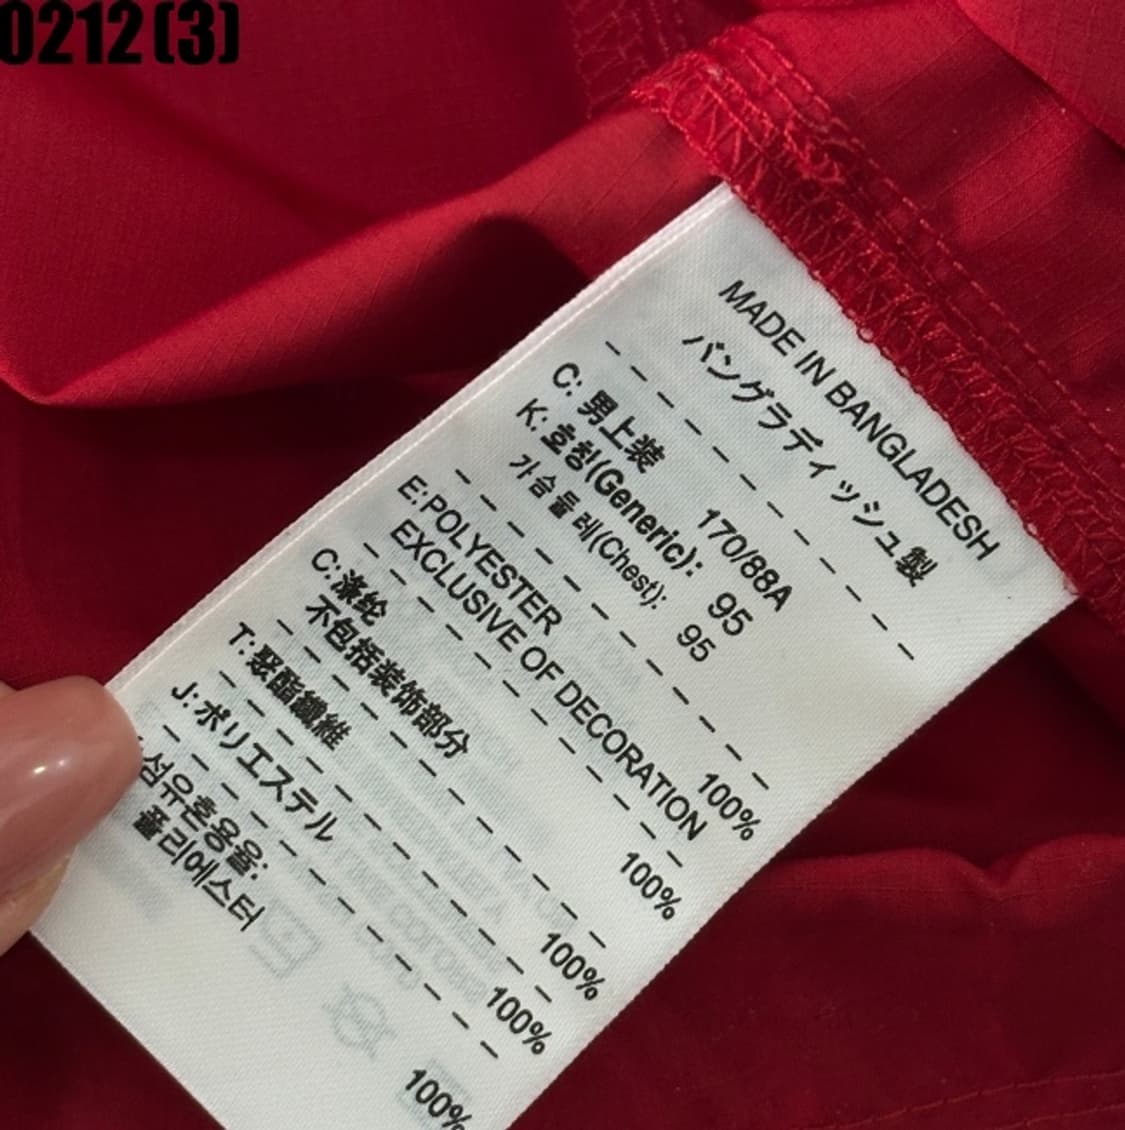 0212(3)
MADE IN BANGLADESH
バングラディッシュ製
C: 男上装 170/88A
K: 호칭(Generic): 95
가슴둘레(Chest): 95
E:POLYESTER 100%
EXCLUSIVE OF DECORATION
C:涤纶 100%
不包括装饰部分
T:聚酯纖維 100%
J:ポリエステル 100%
섬유혼용율:
폴리에스터 100%